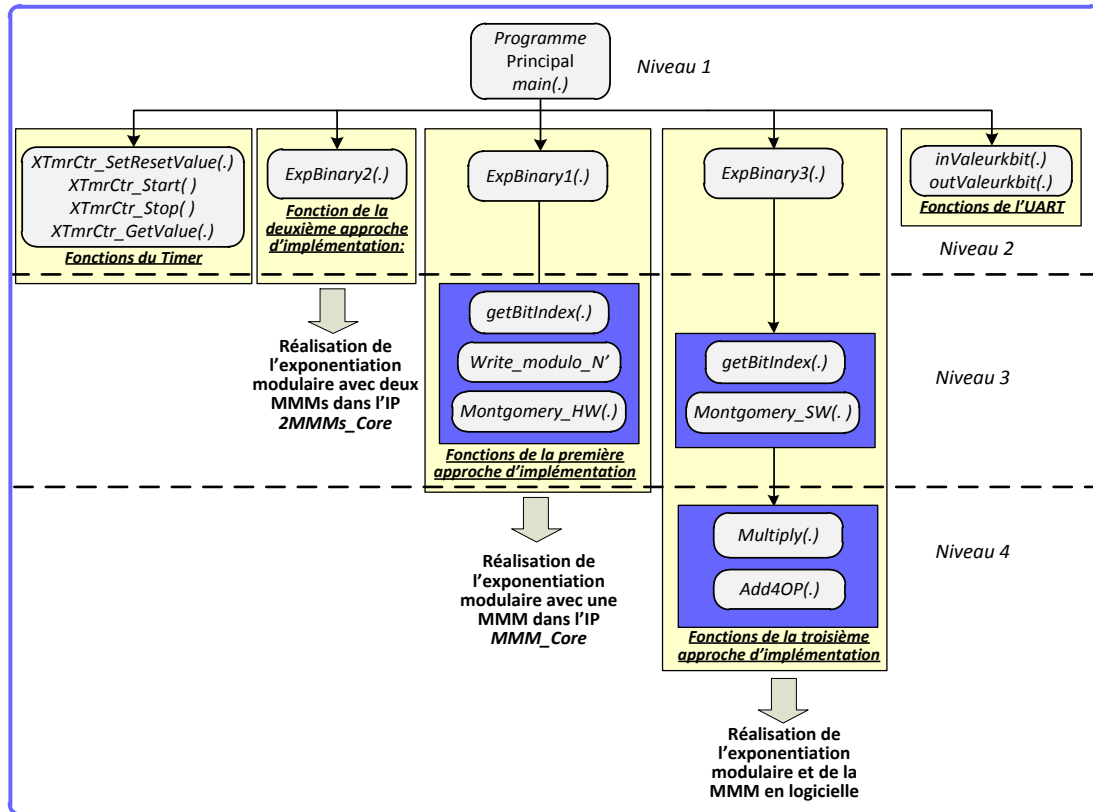 Programme
Principal
main(.)
Niveau 1
XTmrCtr_SetResetValue(.)
XTmrCtr_Start( )
XTmrCtr_Stop( )
XTmrCtr_GetValue(.)
Fonctions du Timer
ExpBinary2(.)
Fonction de la
deuxième approche
d’implémentation:
ExpBinary1(.)
ExpBinary3(.)
inValeurkbit(.)
outValeurkbit(.)
Fonctions de l’UART
Niveau 2
Réalisation de
l’exponentiation
modulaire avec deux
MMMs dans l’IP
2MMMs_Core
getBitIndex(.)
Write_modulo_N’
Montgomery_HW(.)
Fonctions de la première
approche d’implémentation
getBitIndex(.)
Montgomery_SW(. )
Niveau 3
Réalisation de
l’exponentiation
modulaire avec une
MMM dans l’IP
MMM_Core
Multiply(.)
Add4OP(.)
Fonctions de la troisième
approche d’implémentation
Niveau 4
Réalisation de
l’exponentiation
modulaire et de la
MMM en logicielle